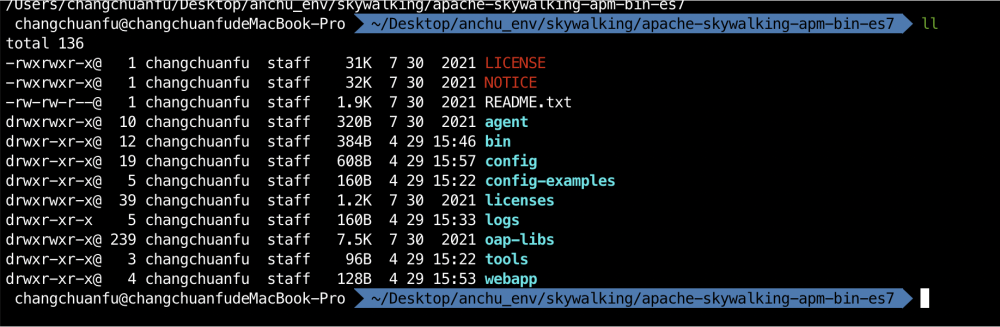 /Users/changchuanfu/Desktop/anchu_env/skywalking/apache-skywalking-apm-bin-es7
changchuanfu@changchuanfudeMacBook-Pro ~/Desktop/anchu_env/skywalking/apache-skywalking-apm-bin-es7 ll
total 136
-rwxrwxr-x@ 1 changchuanfu staff 31K 7 30 2021 LICENSE
-rwxrwxr-x@ 1 changchuanfu staff 32K 7 30 2021 NOTICE
-rw-rw-r--@ 1 changchuanfu staff 1.9K 7 30 2021 README.txt
drwxrwxr-x@ 10 changchuanfu staff 320B 7 30 2021 agent
drwxr-xr-x@ 12 changchuanfu staff 384B 4 29 15:46 bin
drwxr-xr-x@ 19 changchuanfu staff 608B 4 29 15:57 config
drwxr-xr-x@ 5 changchuanfu staff 160B 4 29 15:22 config-examples
drwxrwxr-x@ 39 changchuanfu staff 1.2K 7 30 2021 licenses
drwxr-xr-x 5 changchuanfu staff 160B 4 29 15:33 logs
drwxrwxr-x@ 239 changchuanfu staff 7.5K 7 30 2021 oap-libs
drwxr-xr-x@ 3 changchuanfu staff 96B 4 29 15:22 tools
drwxrwxr-x@ 4 changchuanfu staff 128B 4 29 15:53 webapp
changchuanfu@changchuanfudeMacBook-Pro ~/Desktop/anchu_env/skywalking/apache-skywalking-apm-bin-es7